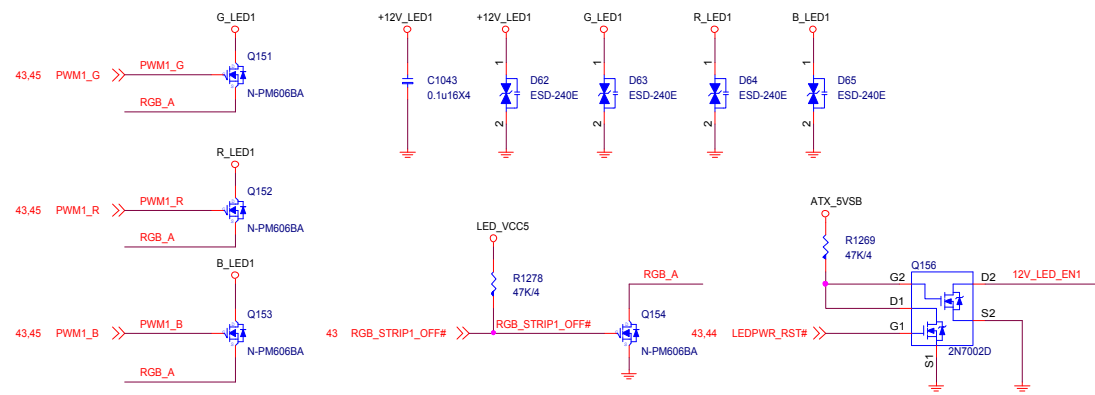 G_LED1
Q151
43,45 PWM1_G PWM1_G
N-PM606BA
RGB_A
+12V_LED1
C1043
0.1u16X4
+12V_LED1
1
D62
ESD-240E
2
G_LED1
1
D63
ESD-240E
2
R_LED1
1
D64
ESD-240E
2
B_LED1
1
D65
ESD-240E
2
R_LED1
Q152
43,45 PWM1_R PWM1_R
N-PM606BA
RGB_A
B_LED1
Q153
43,45 PWM1_B PWM1_B
N-PM606BA
RGB_A
LED_VCC5
R1278
47K/4
43 RGB_STRIP1_OFF# RGB_STRIP1_OFF#
RGB_A
Q154
N-PM606BA
ATX_5VSB
R1269
47K/4
Q156
G2 D2 12V_LED_EN1
D1
S2
43,44 LEDPWR_RST# G1
S1
2N7002D